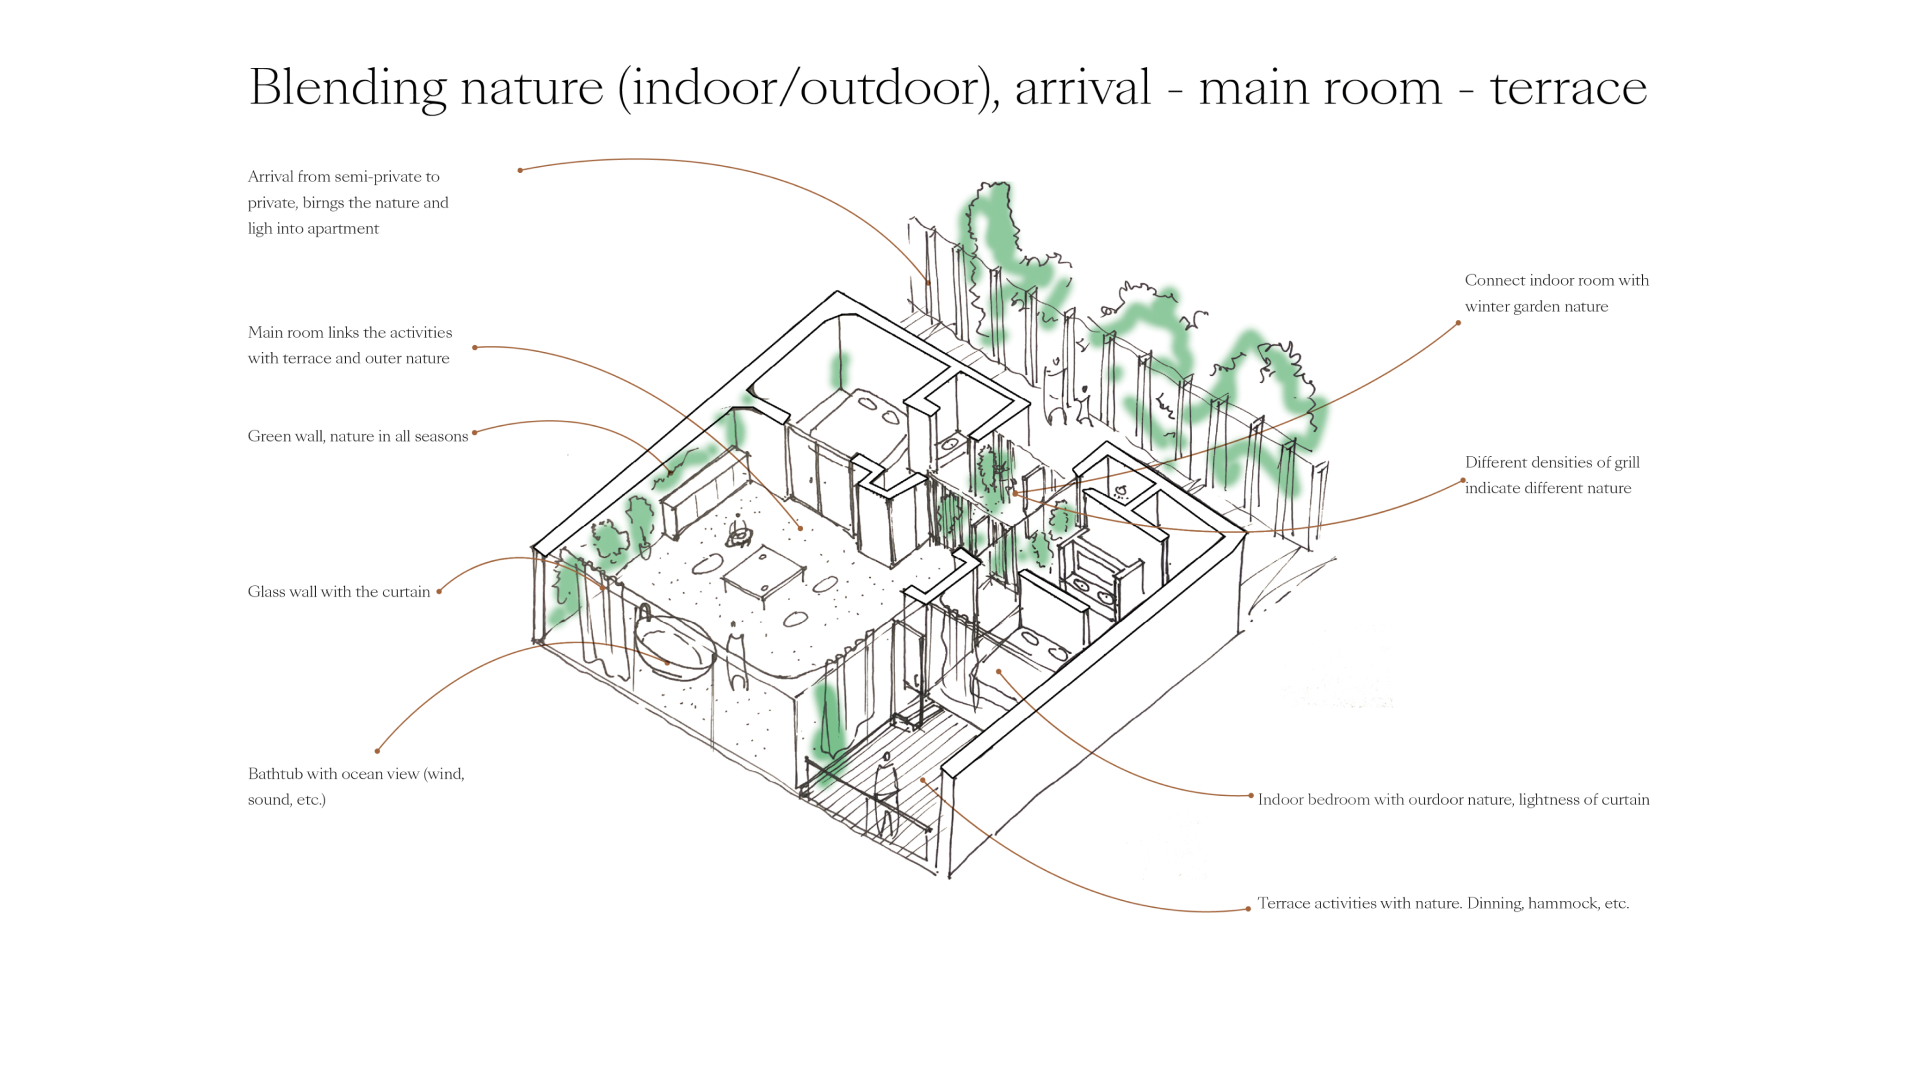 Blending nature (indoor/outdoor), arrival - main room - terrace
Arrival from semi-private to
private, birngs the nature and
ligh into apartment
Main room links the activities
with terrace and outer nature
Green wall, nature in all seasons
Glass wall with the curtain
Bathtub with ocean view (wind,
sound, etc.)
Connect indoor room with
winter garden nature
Different densities of grill
indicate different nature
Indoor bedroom with ourdoor nature, lightness of curtain
Terrace activities with nature. Dinning, hammock, etc.